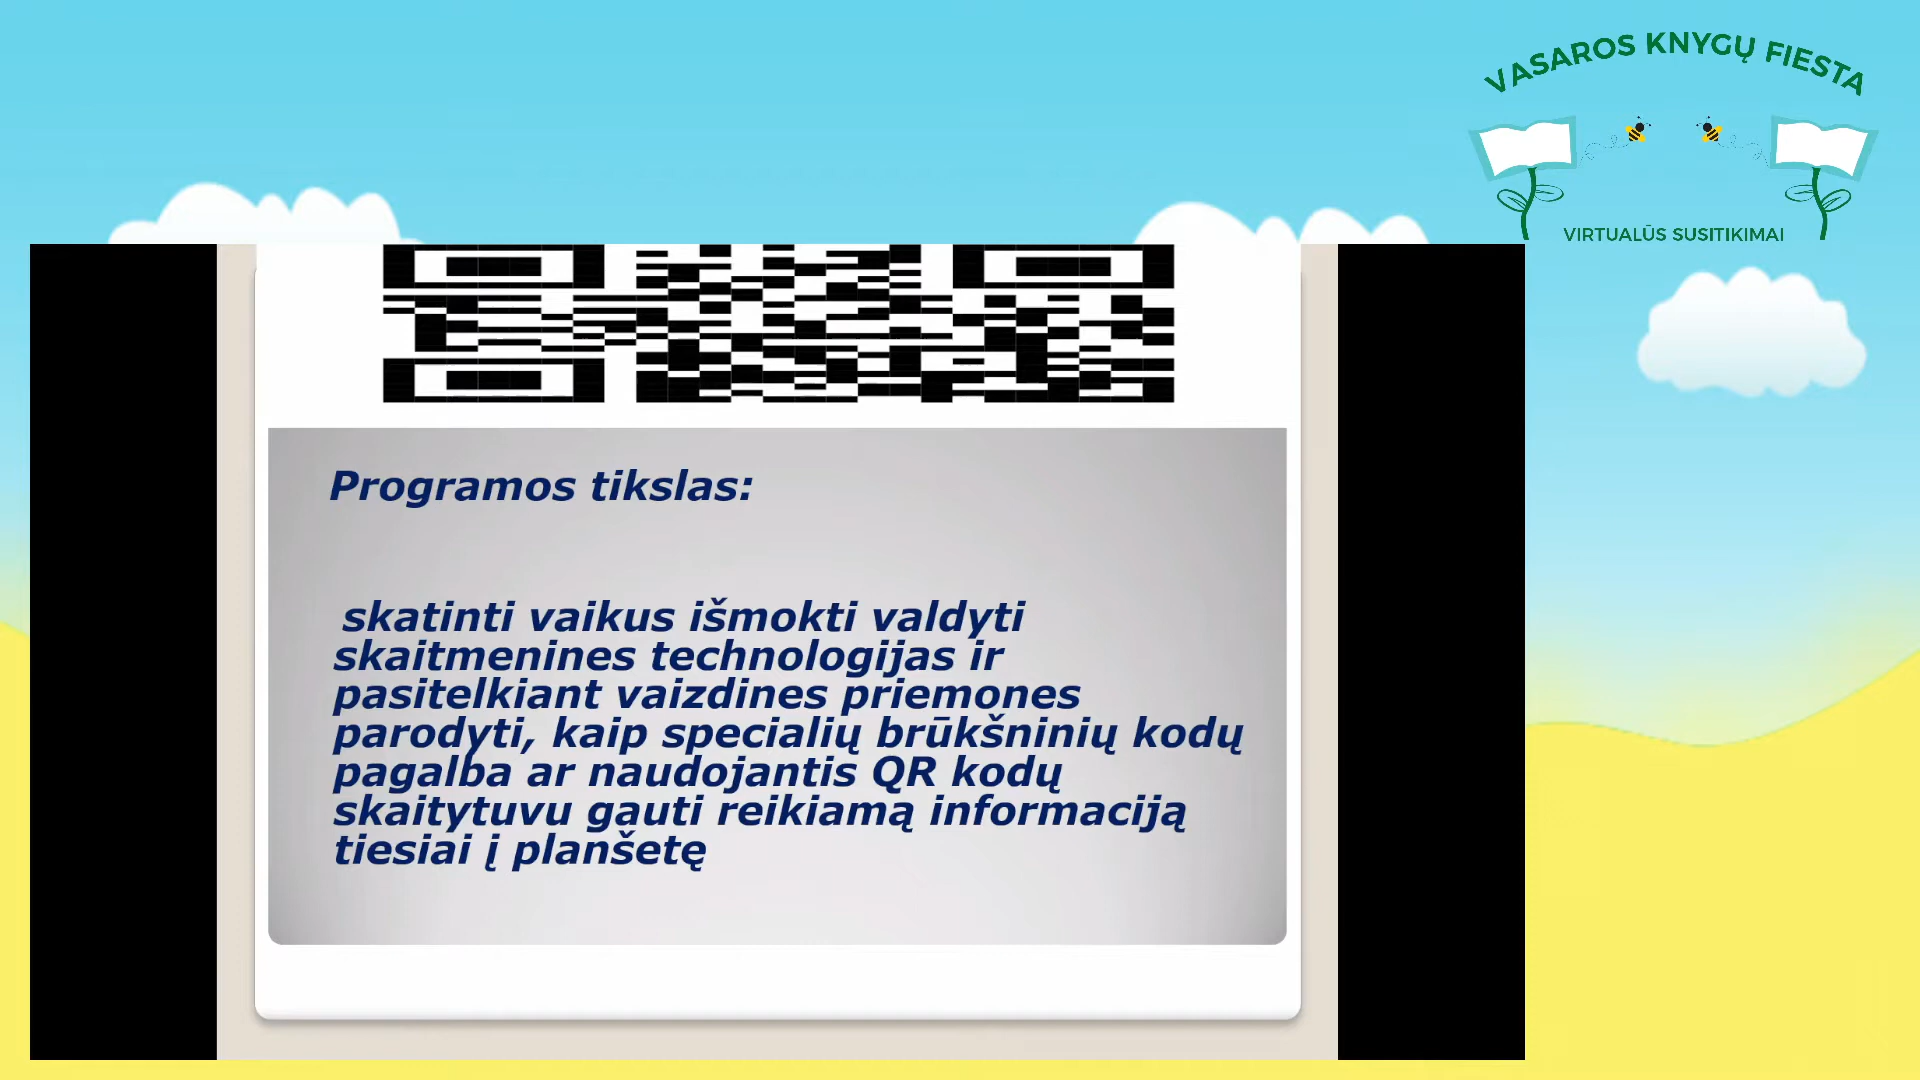 VASAROS KNYGŲ FIESTA
VIRTUALŪS SUSITIKIMAI
Programos tikslas:
skatinti vaikus išmokti valdyti
skaitmenines technologijas ir
pasitelkiant vaizdines priemones
parodyti, kaip specialių brūkšninių kodų
pagalba ar naudojantis QR kodų
skaitytuvu gauti reikiamą informaciją
tiesiai į planšetę